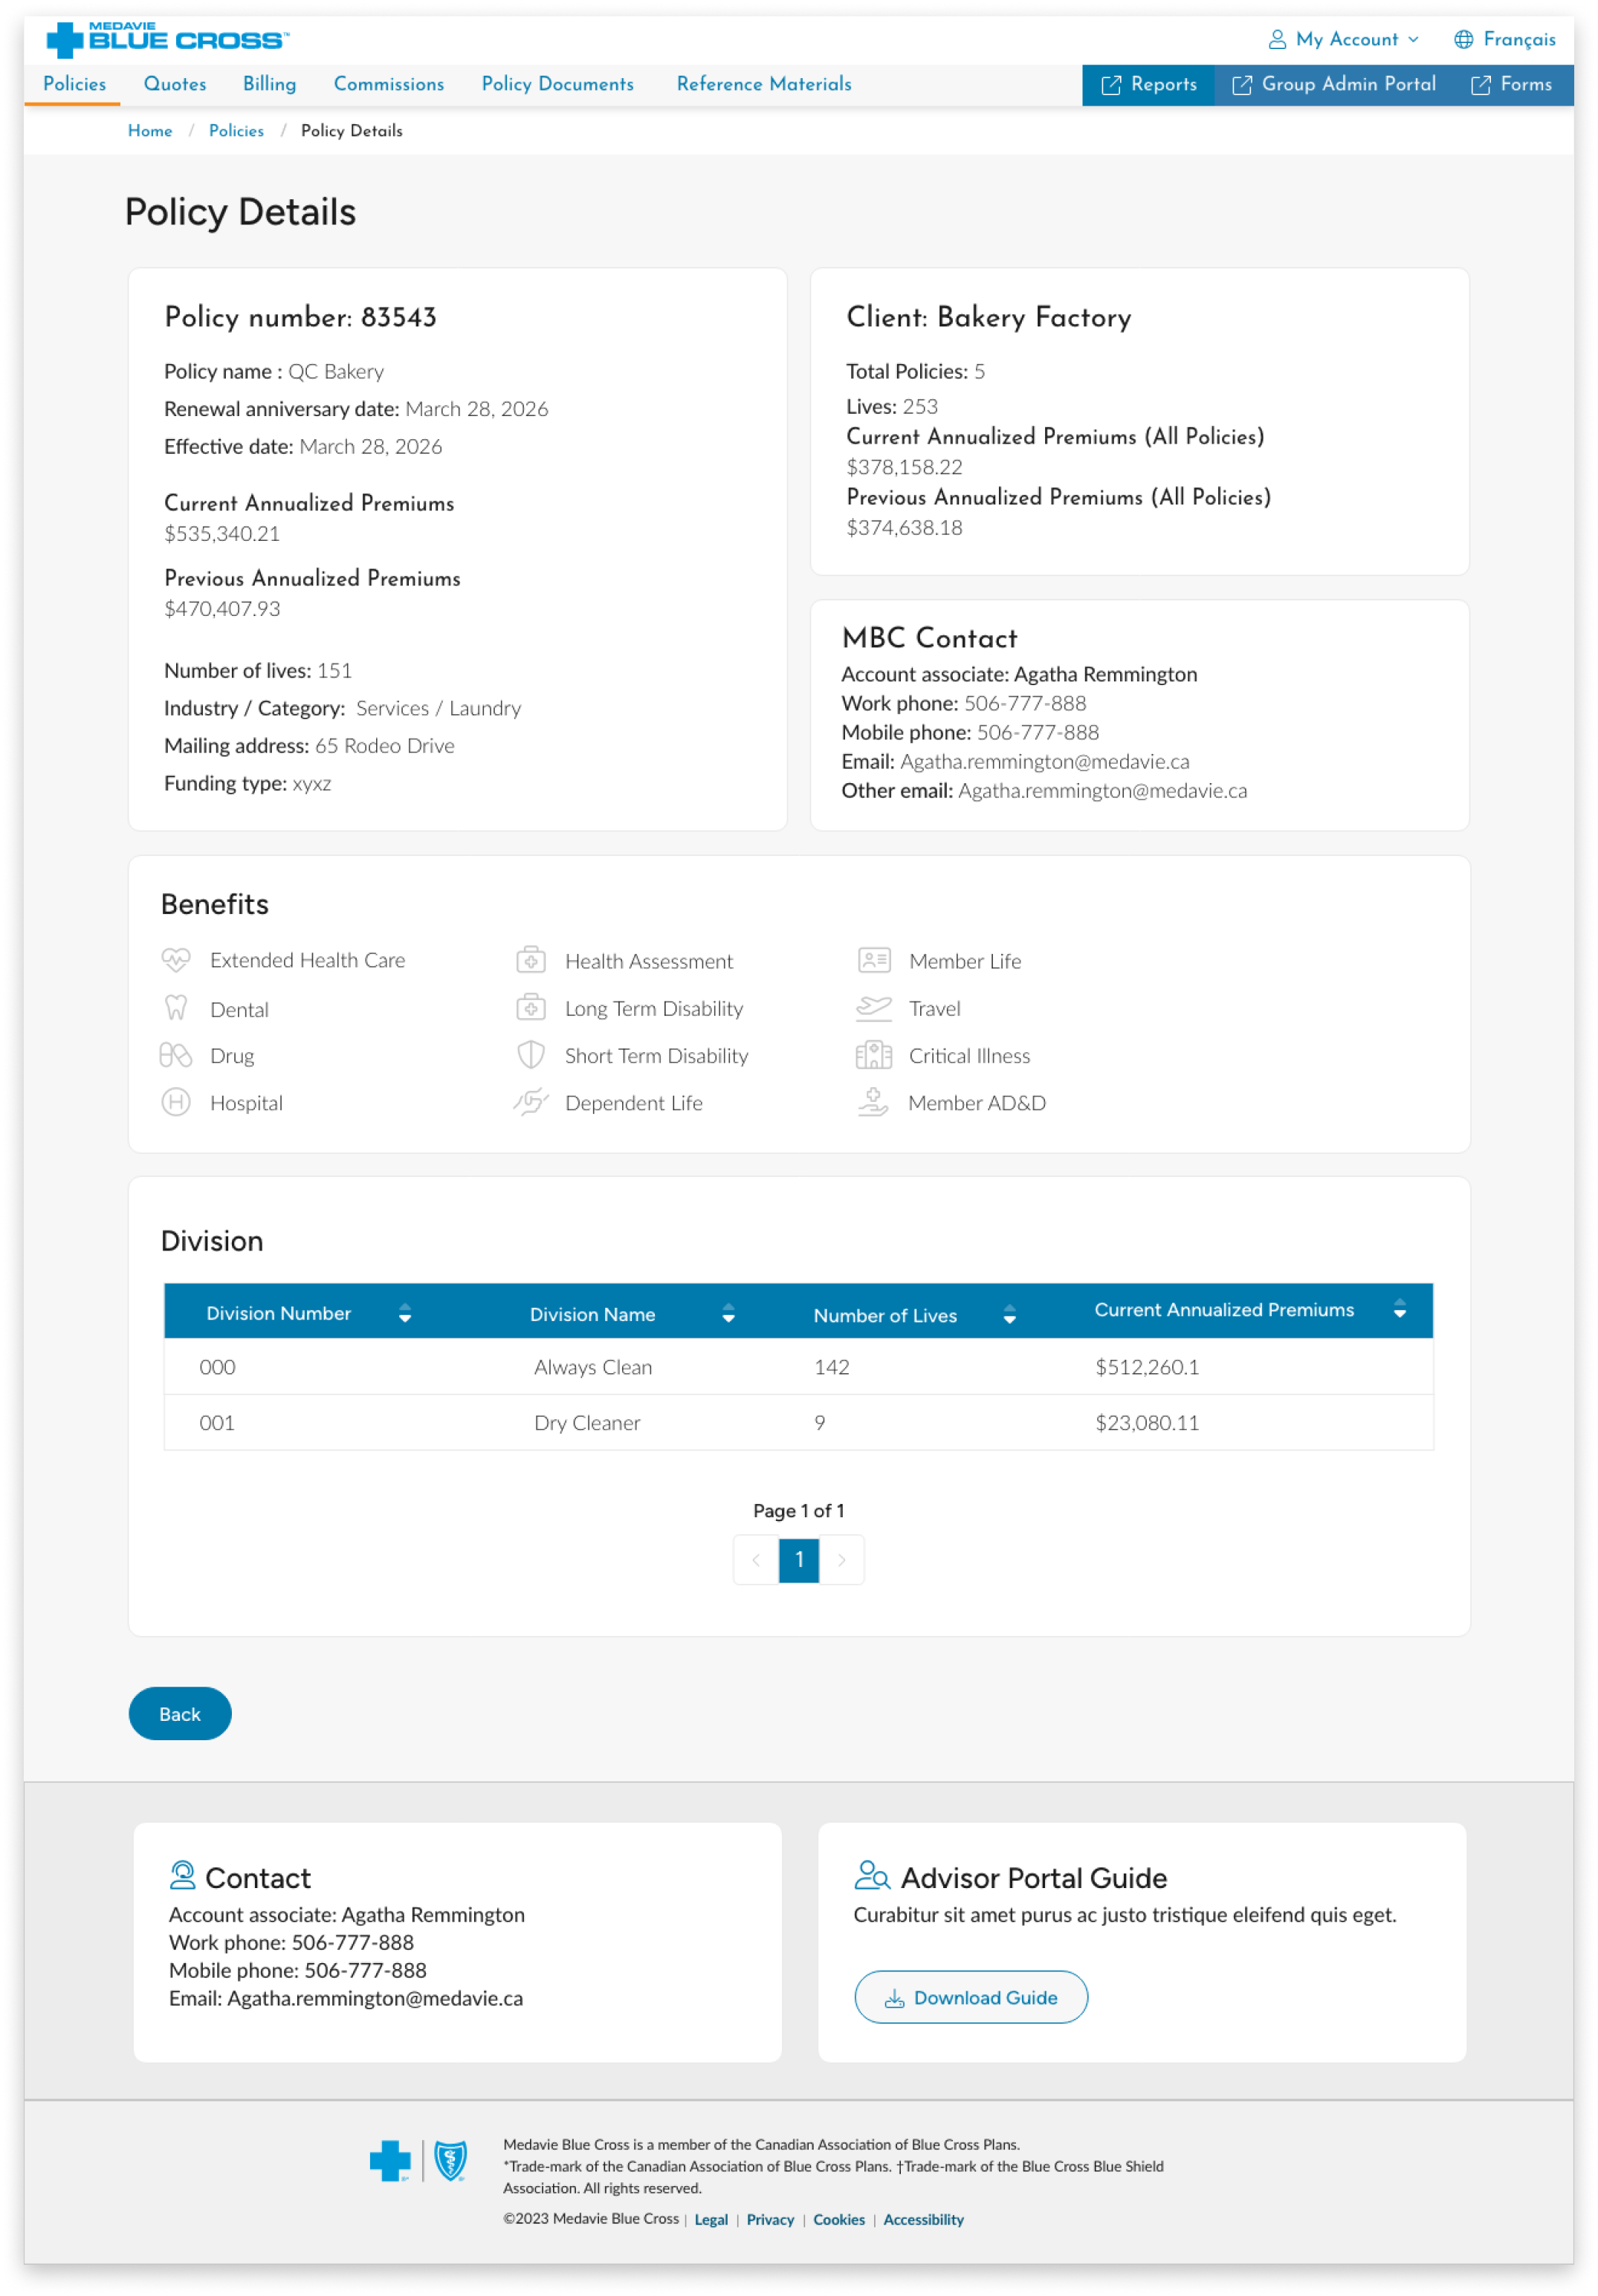 MEDAVIE
BLUE CROSS™
My Account
Français
Policies
Quotes
Billing
Commissions
Policy Documents
Reference Materials
Reports
Group Admin Portal
Forms
Home / Policies / Policy Details
Policy Details
Policy number: 83543
Policy name : QC Bakery
Renewal anniversary date: March 28, 2026
Effective date: March 28, 2026
Current Annualized Premiums
$535,340.21
Previous Annualized Premiums
$470,407.93
Number of lives: 151
Industry / Category: Services / Laundry
Mailing address: 65 Rodeo Drive
Funding type: xyxz
Client: Bakery Factory
Total Policies: 5
Lives: 253
Current Annualized Premiums (All Policies)
$378,158.22
Previous Annualized Premiums (All Policies)
$374,638.18
MBC Contact
Account associate: Agatha Remmington
Work phone: 506-777-888
Mobile phone: 506-777-888
Email: Agatha.remmington@medavie.ca
Other email: Agatha.remmington@medavie.ca
Benefits
Extended Health Care
Dental
Drug
H Hospital
Health Assessment
Long Term Disability
Short Term Disability
Dependent Life
Member Life
Travel
Critical Illness
Member AD&D
Division
Division Number Division Name Number of Lives Current Annualized Premiums
000 Always Clean 142 $512,260.1
001 Dry Cleaner 9 $23,080.11
Page 1 of 1
1
Back
Contact
Account associate: Agatha Remmington
Work phone: 506-777-888
Mobile phone: 506-777-888
Email: Agatha.remmington@medavie.ca
Advisor Portal Guide
Curabitur sit amet purus ac justo tristique eleifend quis eget.
Download Guide
Medavie Blue Cross is a member of the Canadian Association of Blue Cross Plans.
*Trade-mark of the Canadian Association of Blue Cross Plans. †Trade-mark of the Blue Cross Blue Shield
Association. All rights reserved.
©2023 Medavie Blue Cross | Legal | Privacy | Cookies | Accessibility